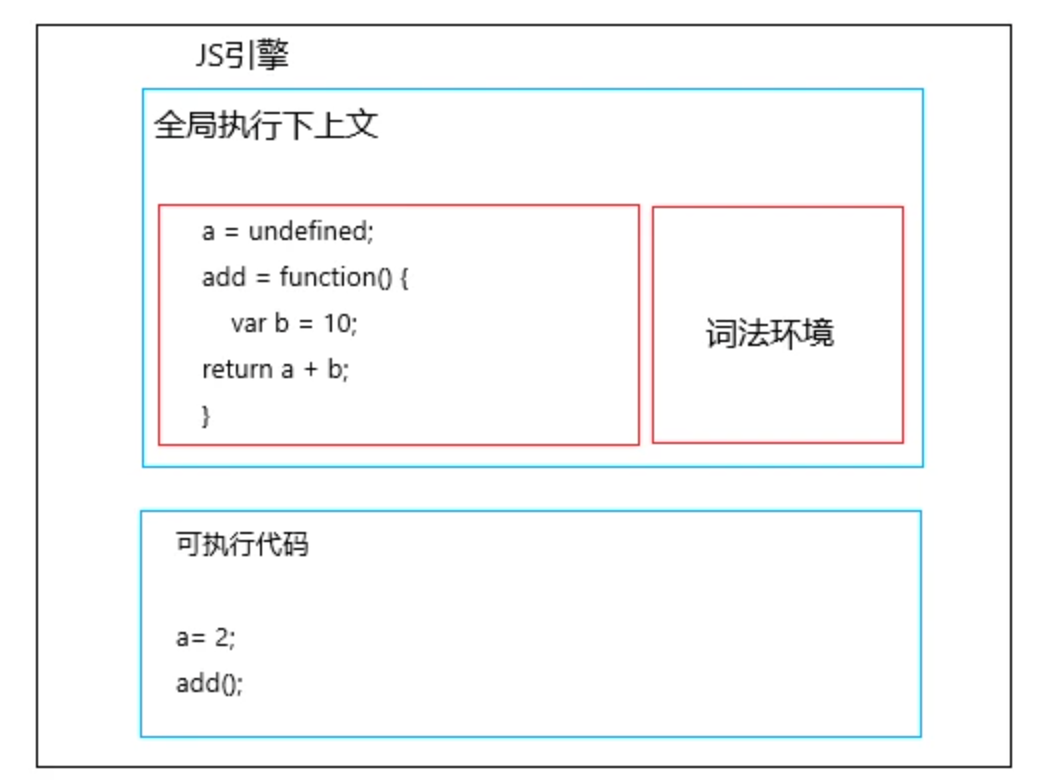 JS引擎
全局执行下上文
a = undefined;
add = function() {
var b = 10;
return a + b;
}
词法环境
可执行代码
a= 2;
add();